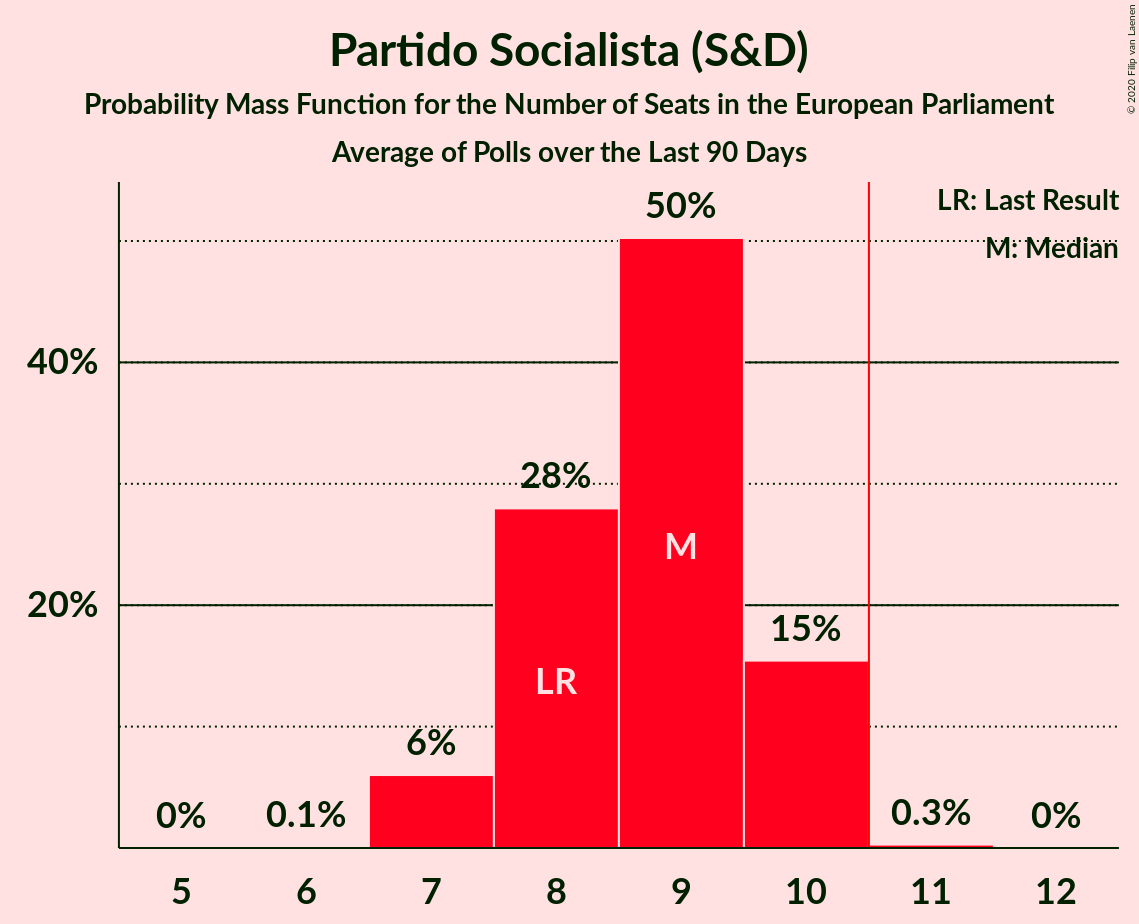 Partido Socialista (S&D)
Probability Mass Function for the Number of Seats in the European Parliament
Average of Polls over the Last 90 Days
© 2020 Filip van Laenen
LR: Last Result
M: Median
50%
40%
28%
M
20%
15%
LR
6%
0%
0.1%
0.3%
0%
5
6
7
8
9
10
11
12